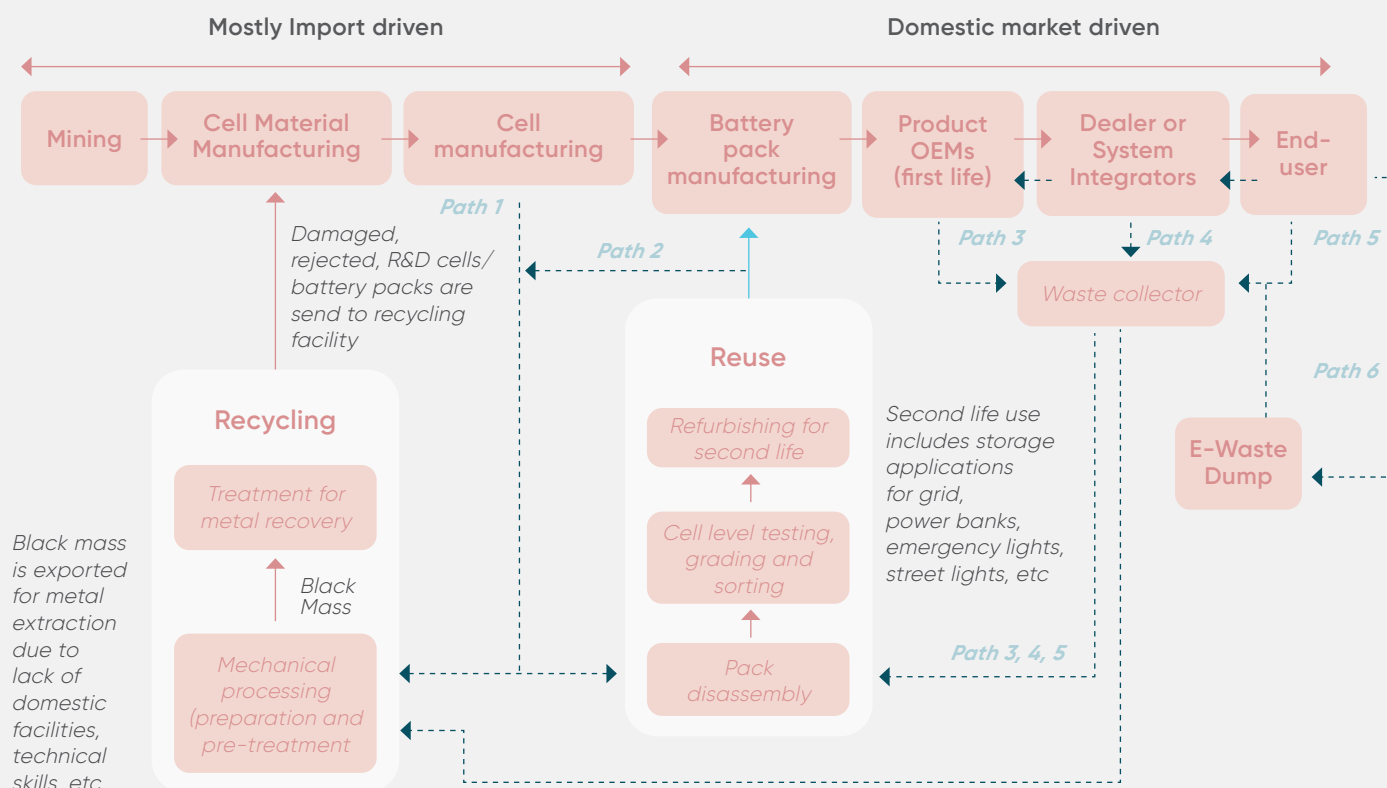 Mostly Import driven
Domestic market driven
Mining
Cell Material
Manufacturing
Cell
manufacturing
Battery
pack
manufacturing
Product
OEMs
(first life)
Dealer or
System
Integrators
End-
user
Path 1
Path 2
Path 3
Path 4
Path 5
Damaged,
rejected, R&D cells/
battery packs are
send to recycling
facility
Waste collector
Reuse
Path 6
Recycling
Refurbishing for
second life
Second life use
includes storage
applications
for grid,
power banks,
emergency lights,
street lights, etc
E-Waste
Dump
Treatment for
metal recovery
Cell level testing,
grading and
sorting
Black mass
is exported
for metal
extraction
due to
lack of
domestic
facilities,
technical
skills, etc
Black
Mass
Mechanical
processing
(preparation and
pre-treatment
Pack
disassembly
Path 3, 4, 5